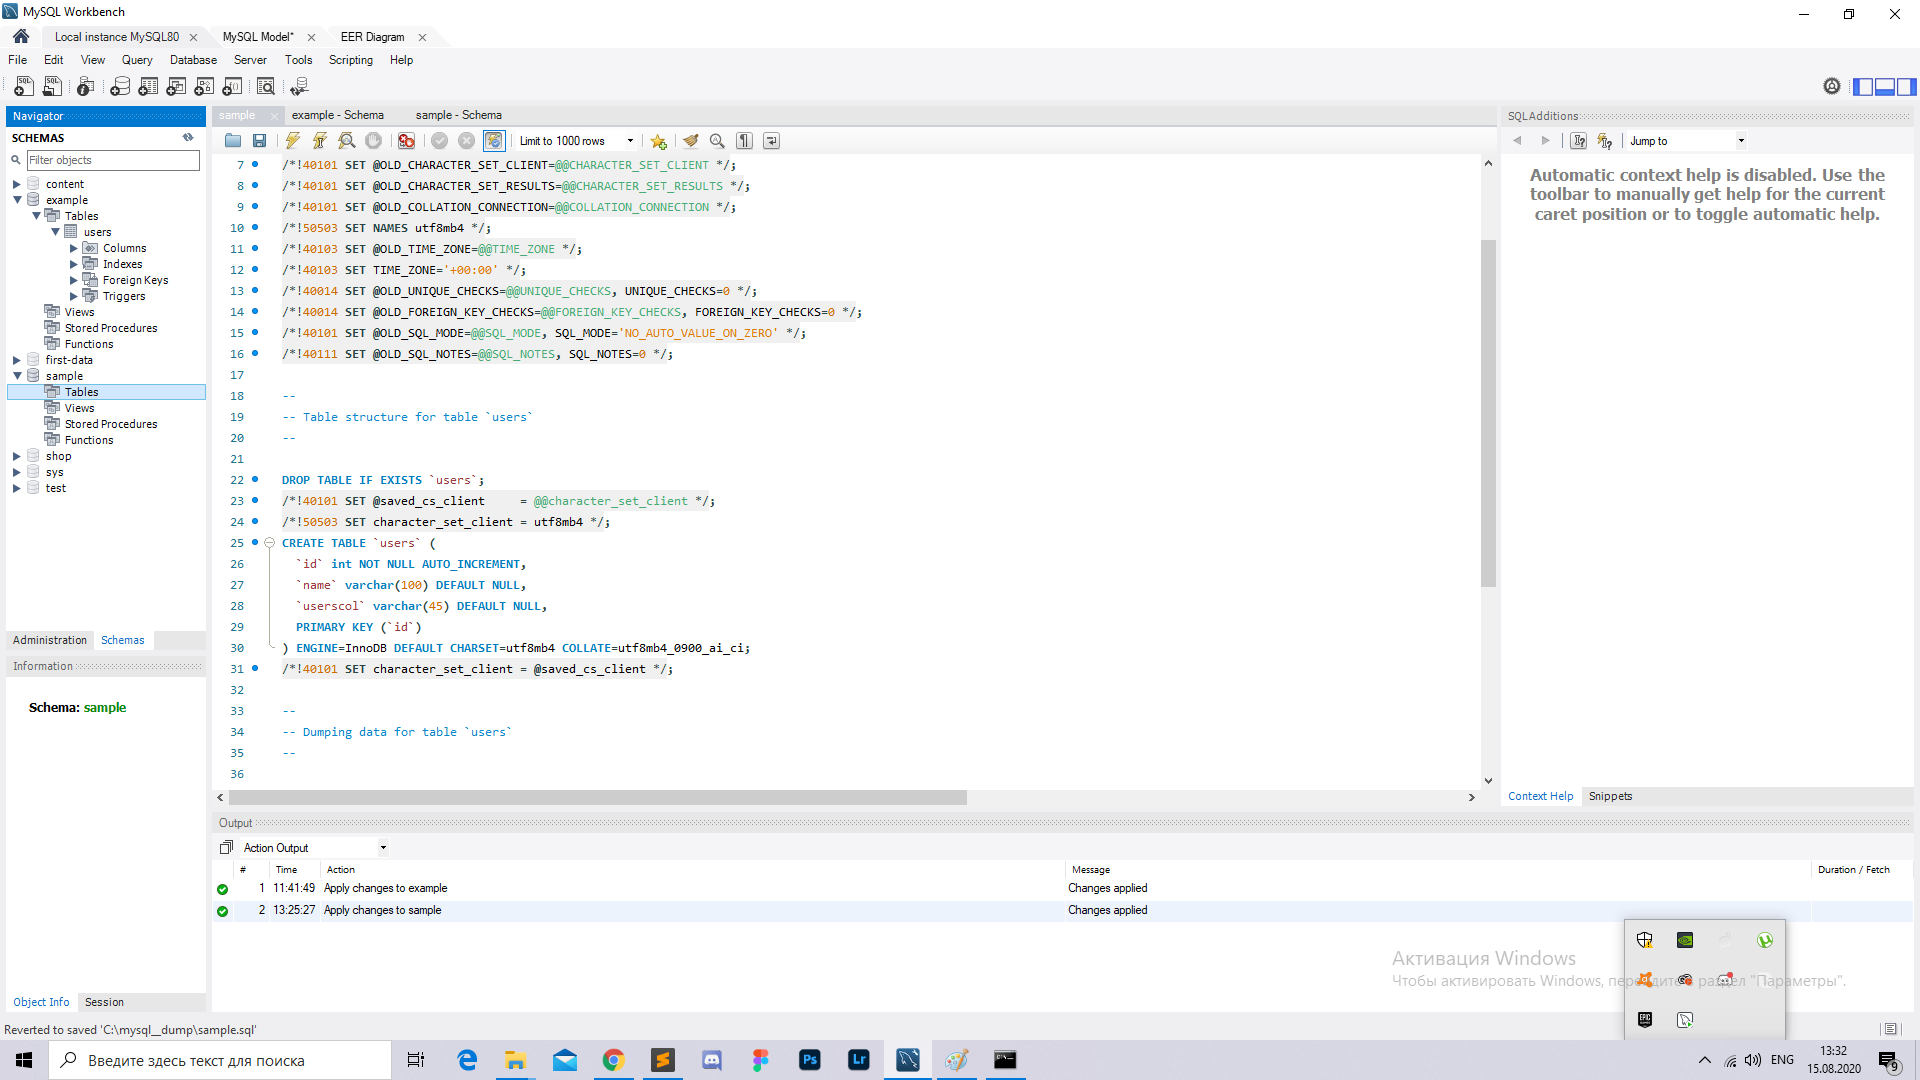 MySQL Workbench
Local instance MySQL80
MySQL Model*
EER Diagram
File Edit View Query Database Server Tools Scripting Help
Navigator
SCHEMAS
Filter objects
content
example
Tables
users
Columns
Indexes
Foreign Keys
Triggers
Views
Stored Procedures
Functions
first-data
sample
Tables
Views
Stored Procedures
Functions
shop
sys
test
Administration Schemas
Information
Schema: sample
Object Info Session
sample
example - Schema
sample - Schema
Limit to 1000 rows
7 /*!40101 SET @OLD_CHARACTER_SET_CLIENT=@@CHARACTER_SET_CLIENT */;
8 /*!40101 SET @OLD_CHARACTER_SET_RESULTS=@@CHARACTER_SET_RESULTS */;
9 /*!40101 SET @OLD_COLLATION_CONNECTION=@@COLLATION_CONNECTION */;
10 /*!50503 SET NAMES utf8mb4 */;
11 /*!40103 SET @OLD_TIME_ZONE=@@TIME_ZONE */;
12 /*!40103 SET TIME_ZONE='+00:00' */;
13 /*!40014 SET @OLD_UNIQUE_CHECKS=@@UNIQUE_CHECKS, UNIQUE_CHECKS=0 */;
14 /*!40014 SET @OLD_FOREIGN_KEY_CHECKS=@@FOREIGN_KEY_CHECKS, FOREIGN_KEY_CHECKS=0 */;
15 /*!40101 SET @OLD_SQL_MODE=@@SQL_MODE, SQL_MODE='NO_AUTO_VALUE_ON_ZERO' */;
16 /*!40111 SET @OLD_SQL_NOTES=@@SQL_NOTES, SQL_NOTES=0 */;
17
18 --
19 -- Table structure for table `users`
20 --
21
22 DROP TABLE IF EXISTS `users`;
23 /*!40101 SET @saved_cs_client     = @@character_set_client */;
24 /*!50503 SET character_set_client = utf8mb4 */;
25 CREATE TABLE `users` (
26 `id` int NOT NULL AUTO_INCREMENT,
27 `name` varchar(100) DEFAULT NULL,
28 `userscol` varchar(45) DEFAULT NULL,
29 PRIMARY KEY (`id`)
30 ) ENGINE=InnoDB DEFAULT CHARSET=utf8mb4 COLLATE=utf8mb4_0900_ai_ci;
31 /*!40101 SET character_set_client = @saved_cs_client */;
32
33 --
34 -- Dumping data for table `users`
35 --
36
SQLAdditions
Jump to
Automatic context help is disabled. Use the
toolbar to manually get help for the current
caret position or to toggle automatic help.
Context Help Snippets
Output
Action Output
# Time Action Message Duration / Fetch
1 11:41:49 Apply changes to example Changes applied
2 13:25:27 Apply changes to sample Changes applied
Активация Windows
Чтобы активировать Windows, перейдите в раздел "Параметры".
EPIC
Reverted to saved 'C:\mysql__dump\sample.sql'
Введите здесь текст для поиска
Ps
Lr
ENG
13:32
15.08.2020
9